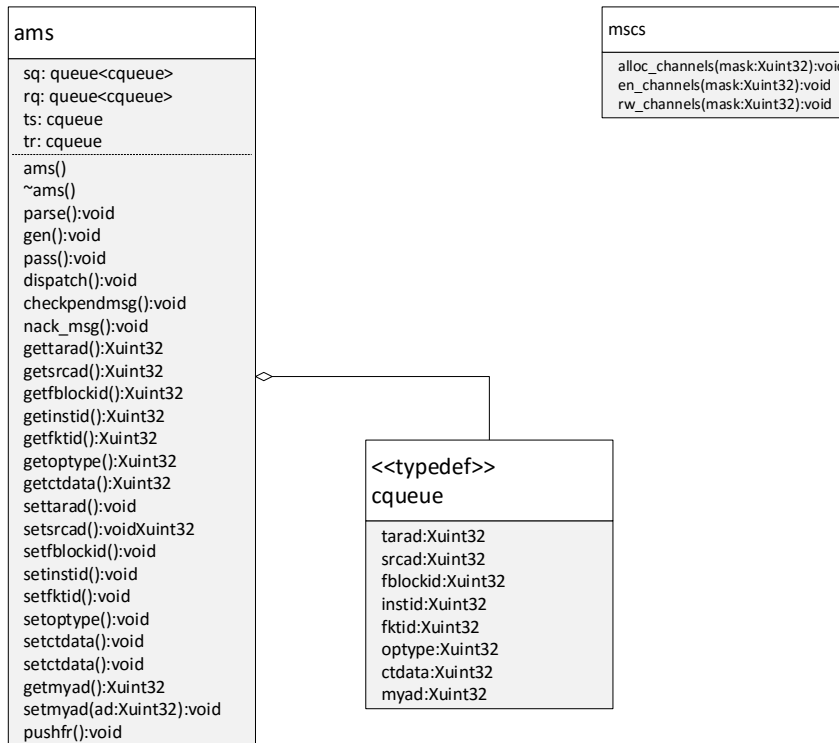 ams
sq: queue<cqueue>
rq: queue<cqueue>
ts: cqueue
tr: cqueue
ams()
~ams()
parse():void
gen():void
pass():void
dispatch():void
checkpendmsg():void
nack_msg():void
gettarad():Xuint32
getsrcad():Xuint32
getfblockid():Xuint32
getinstid():Xuint32
getfktid():Xuint32
getoptype():Xuint32
getctdata():Xuint32
settarad():void
setsrcad():voidXuint32
setfblockid():void
setinstid():void
setfktid():void
setoptype():void
setctdata():void
setctdata():void
getmyad():Xuint32
setmyad(ad:Xuint32):void
pushfr():void
mscs
alloc_channels(mask:Xuint32):void
en_channels(mask:Xuint32):void
rw_channels(mask:Xuint32):void
<<typedef>>
cqueue
tarad:Xuint32
srcad:Xuint32
fblockid:Xuint32
instid:Xuint32
fktid:Xuint32
optype:Xuint32
ctdata:Xuint32
myad:Xuint32